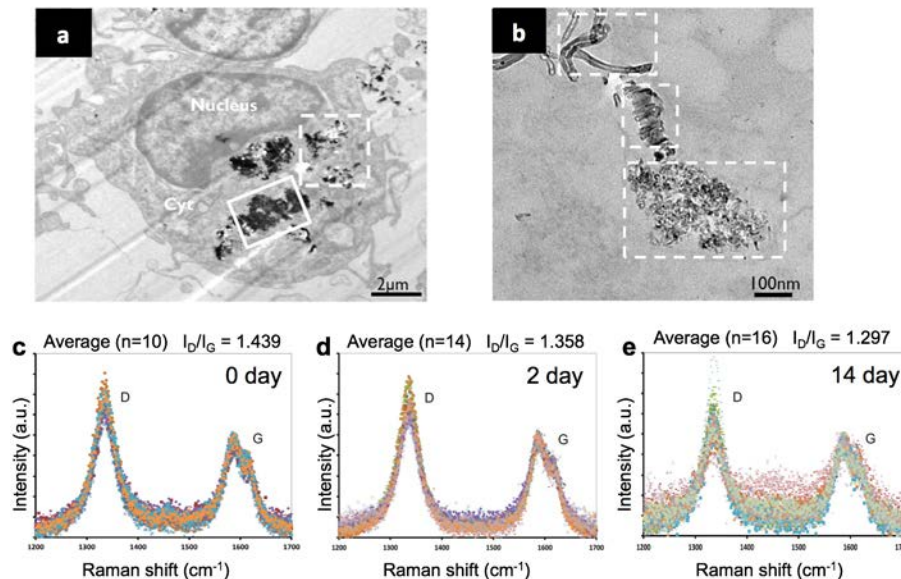 a
Nucleus
Cyt
2μm
b
100nm
c Average (n=10) I_D/I_G = 1.439
0 day
D
G
Intensity (a.u.)
1200 1300 1400 1500 1600 1700
Raman shift (cm⁻¹)
d Average (n=14) I_D/I_G = 1.358
2 day
D
G
Intensity (a.u.)
1200 1300 1400 1500 1600 1700
Raman shift (cm⁻¹)
e Average (n=16) I_D/I_G = 1.297
14 day
D
G
Intensity (a.u.)
1200 1300 1400 1500 1600 1700
Raman shift (cm⁻¹)